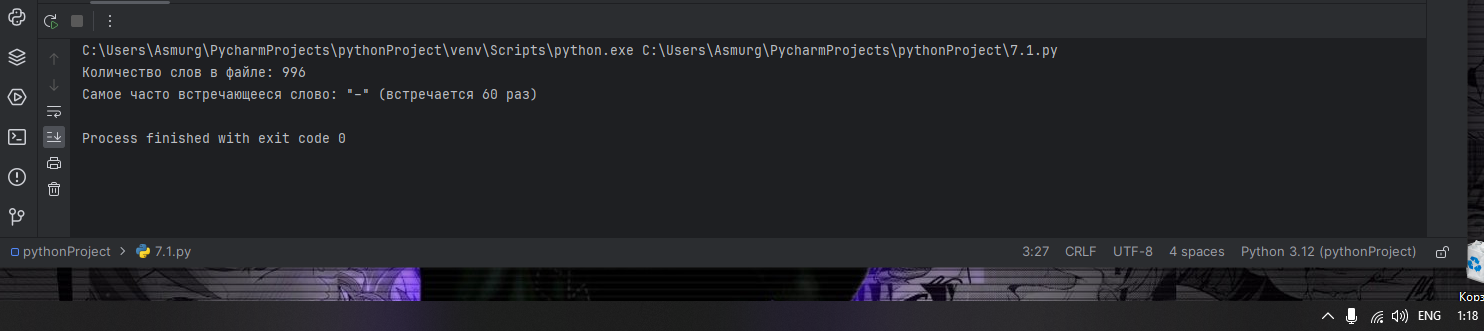 C:\Users\Asmurg\PycharmProjects\pythonProject\venv\Scripts\python.exe C:\Users\Asmurg\PycharmProjects\pythonProject\7.1.py
Количество слов в файле: 996
Самое часто встречающееся слово: "–" (встречается 60 раз)
Process finished with exit code 0
pythonProject > 7.1.py 3:27 CRLF UTF-8 4 spaces Python 3.12 (pythonProject)
Корз
ENG 1:18